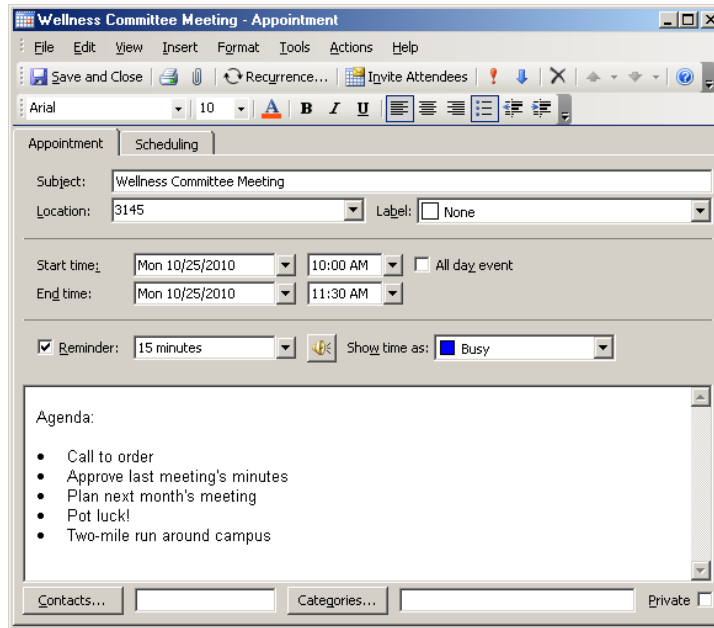 Wellness Committee Meeting - Appointment
File Edit View Insert Format Tools Actions Help
Save and Close Recurrence... Invite Attendees
Arial 10 A B I U
Appointment Scheduling
Subject: Wellness Committee Meeting
Location: 3145 Label: None
Start time: Mon 10/25/2010 10:00 AM All day event
End time: Mon 10/25/2010 11:30 AM
Reminder: 15 minutes Show time as: Busy
Agenda:
• Call to order
• Approve last meeting's minutes
• Plan next month's meeting
• Pot luck!
• Two-mile run around campus
Contacts... Categories... Private